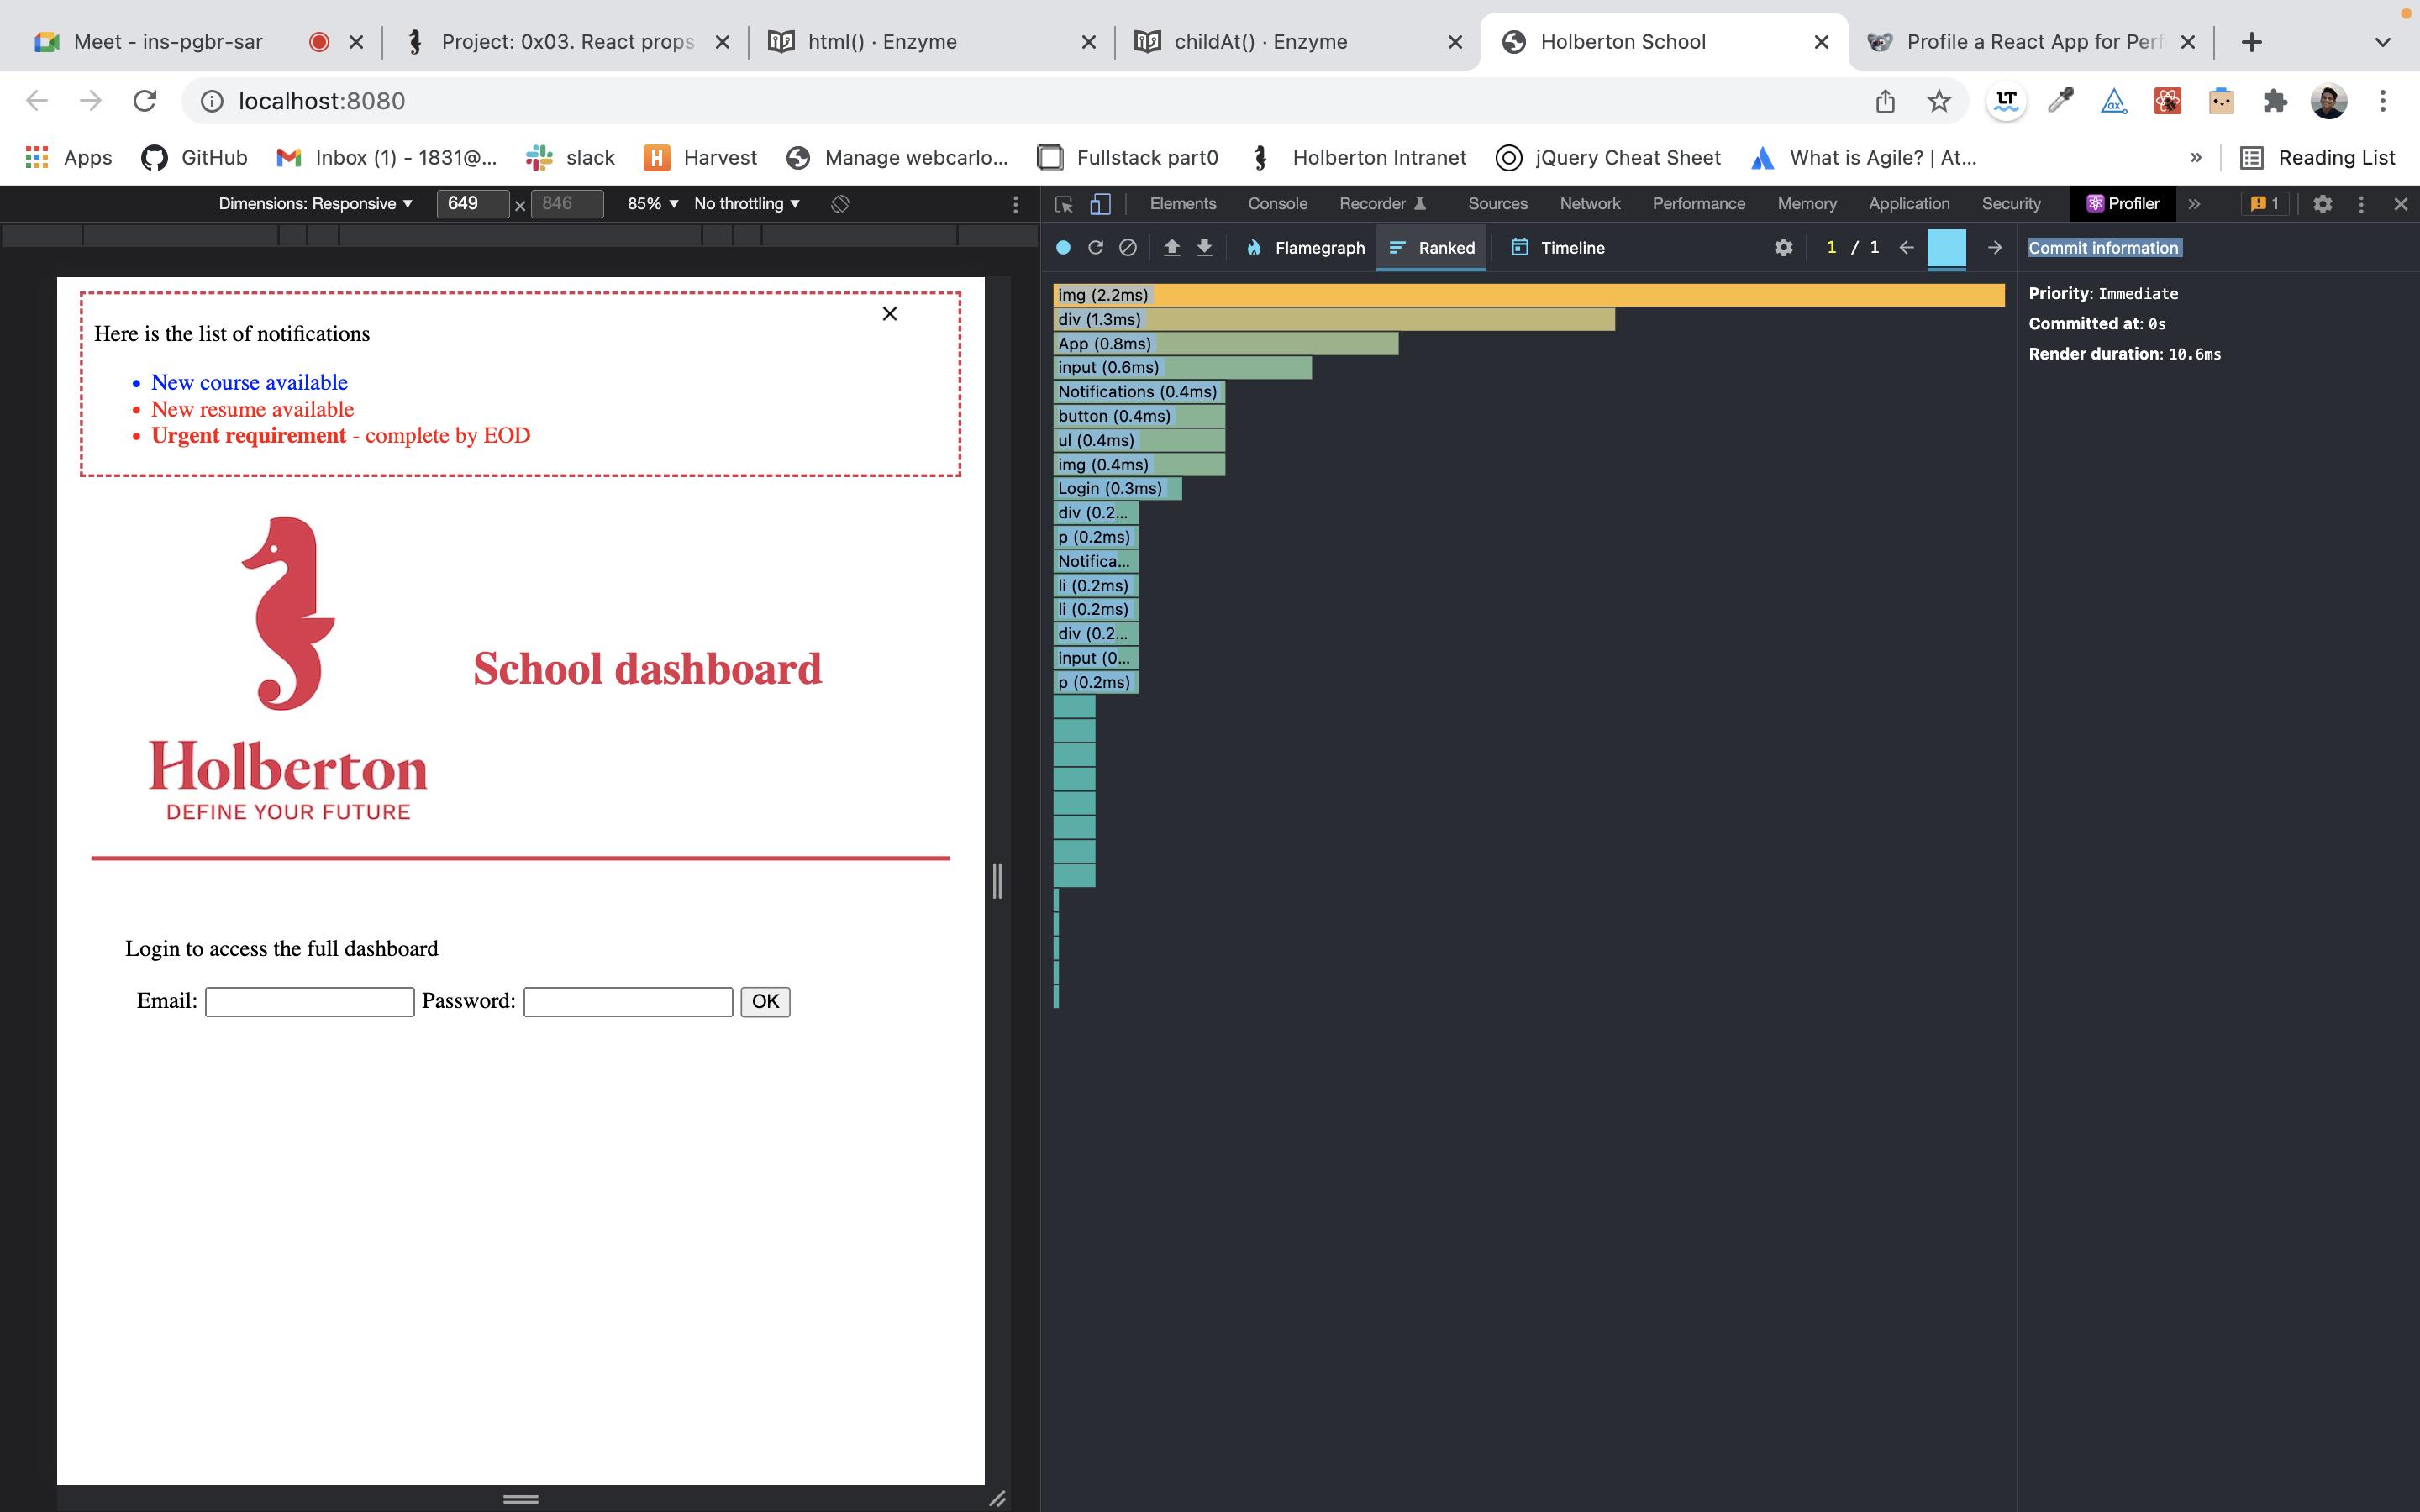 Meet - ins-pgbr-sar
Project: 0x03. React props
html() · Enzyme
childAt() · Enzyme
Holberton School
Profile a React App for Perf
localhost:8080
LT
ax
Apps
GitHub
Inbox (1) - 1831@...
slack
H Harvest
Manage webcarlo...
Fullstack part0
Holberton Intranet
jQuery Cheat Sheet
What is Agile? | At...
»
Reading List
Dimensions: Responsive ▼ 649 × 846 85% ▼ No throttling ▼
Elements
Console
Recorder
Sources
Network
Performance
Memory
Application
Security
Profiler
»
1
Flamegraph
Ranked
Timeline
1 / 1
Commit information
Here is the list of notifications
New course available
New resume available
Urgent requirement - complete by EOD
School dashboard
Holberton
DEFINE YOUR FUTURE
Login to access the full dashboard
Email: Password: OK
img (2.2ms)
div (1.3ms)
App (0.8ms)
input (0.6ms)
Notifications (0.4ms)
button (0.4ms)
ul (0.4ms)
img (0.4ms)
Login (0.3ms)
div (0.2...
p (0.2ms)
Notifica...
li (0.2ms)
li (0.2ms)
div (0.2...
input (0...
p (0.2ms)
Priority: Immediate
Committed at: 0s
Render duration: 10.6ms